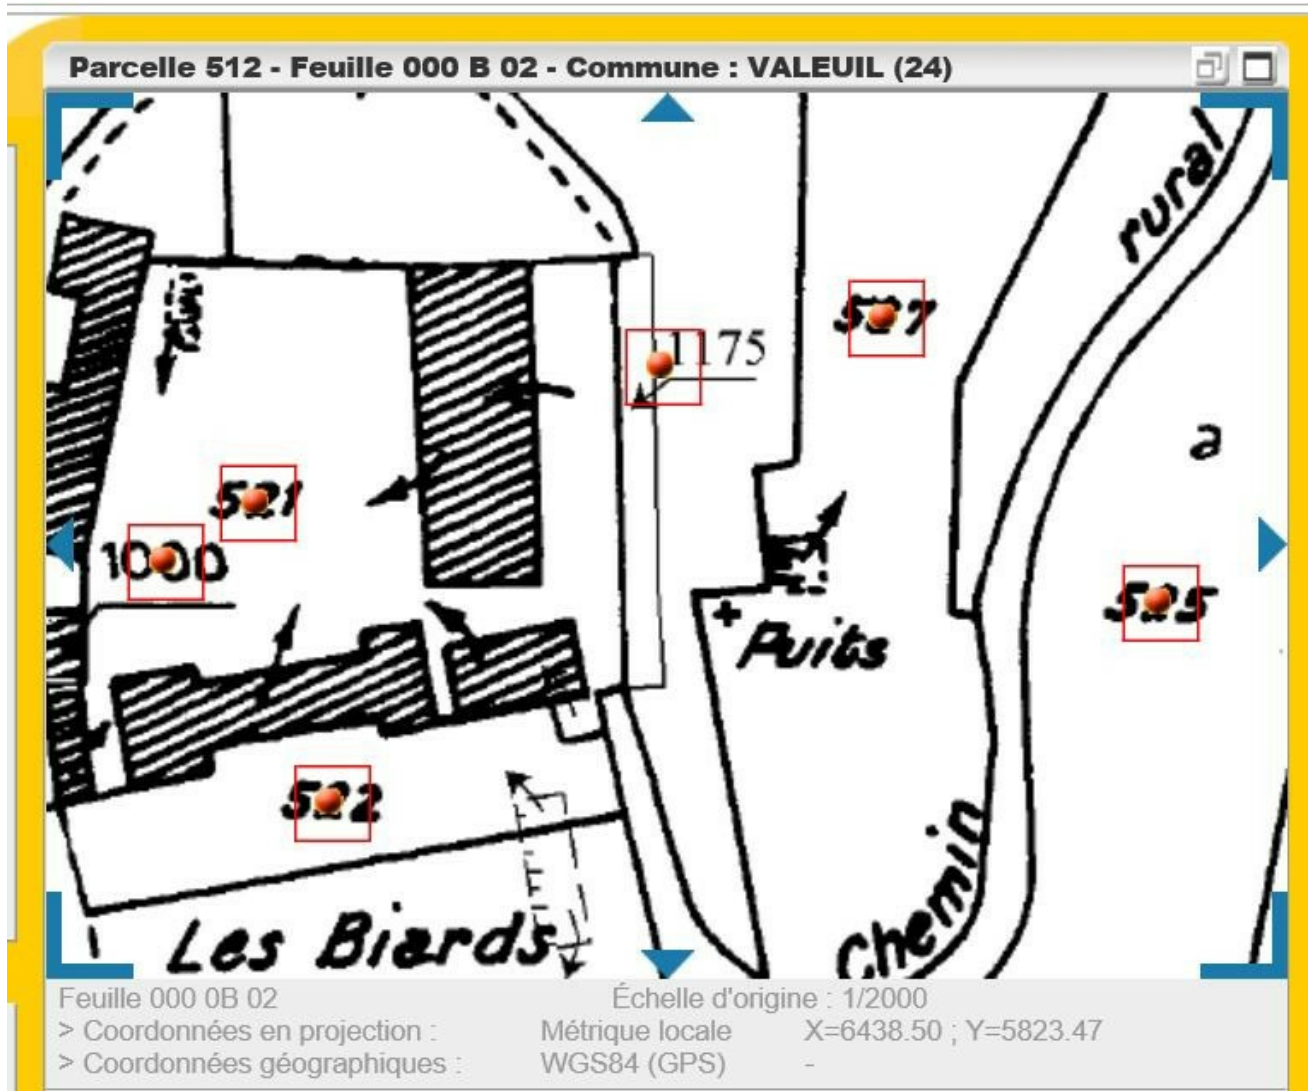 Parcelle 512 - Feuille 000 B 02 - Commune : VALEUIL (24)
rural
527
1175
a
521
1000
525
Puits
522
Chemin
Les Biards
Feuille 000 0B 02 Échelle d'origine : 1/2000
> Coordonnées en projection : Métrique locale X=6438.50 ; Y=5823.47
> Coordonnées géographiques : WGS84 (GPS) -